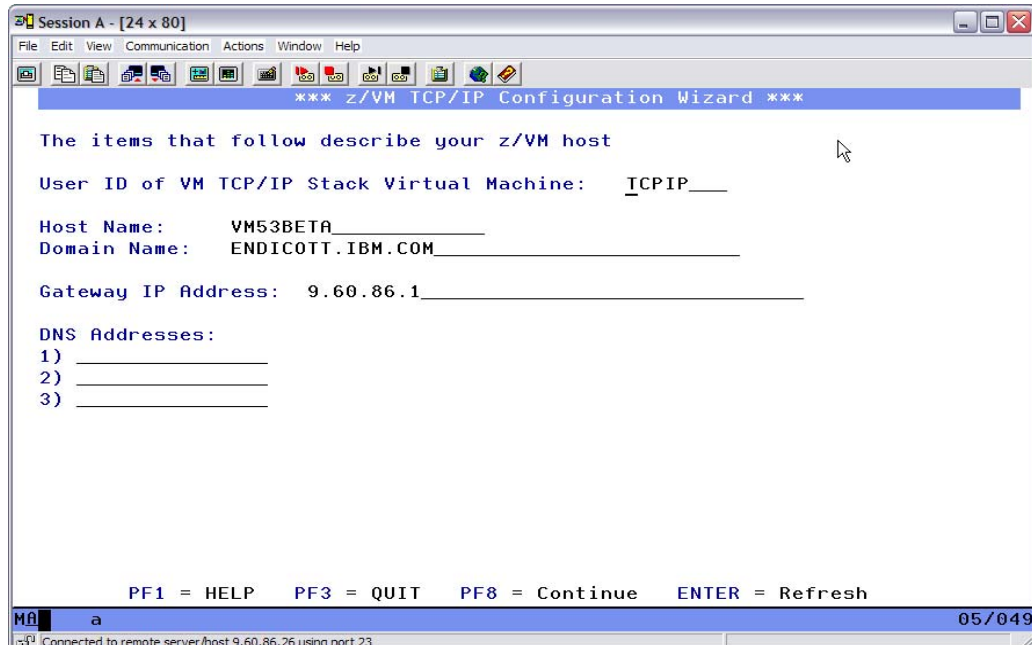 Session A - [24 x 80]
File Edit View Communication Actions Window Help
*** z/VM TCP/IP Configuration Wizard ***
The items that follow describe your z/VM host
User ID of VM TCP/IP Stack Virtual Machine: TCPIP___
Host Name: VM53BETA______________
Domain Name: ENDICOTT.IBM.COM________________________
Gateway IP Address: 9.60.86.1______________________________
DNS Addresses:
1) _______________
2) _______________
3) _______________
PF1 = HELP PF3 = QUIT PF8 = Continue ENTER = Refresh
MA a 05/049
Connected to remote server/host 9.60.86.26 using port 23